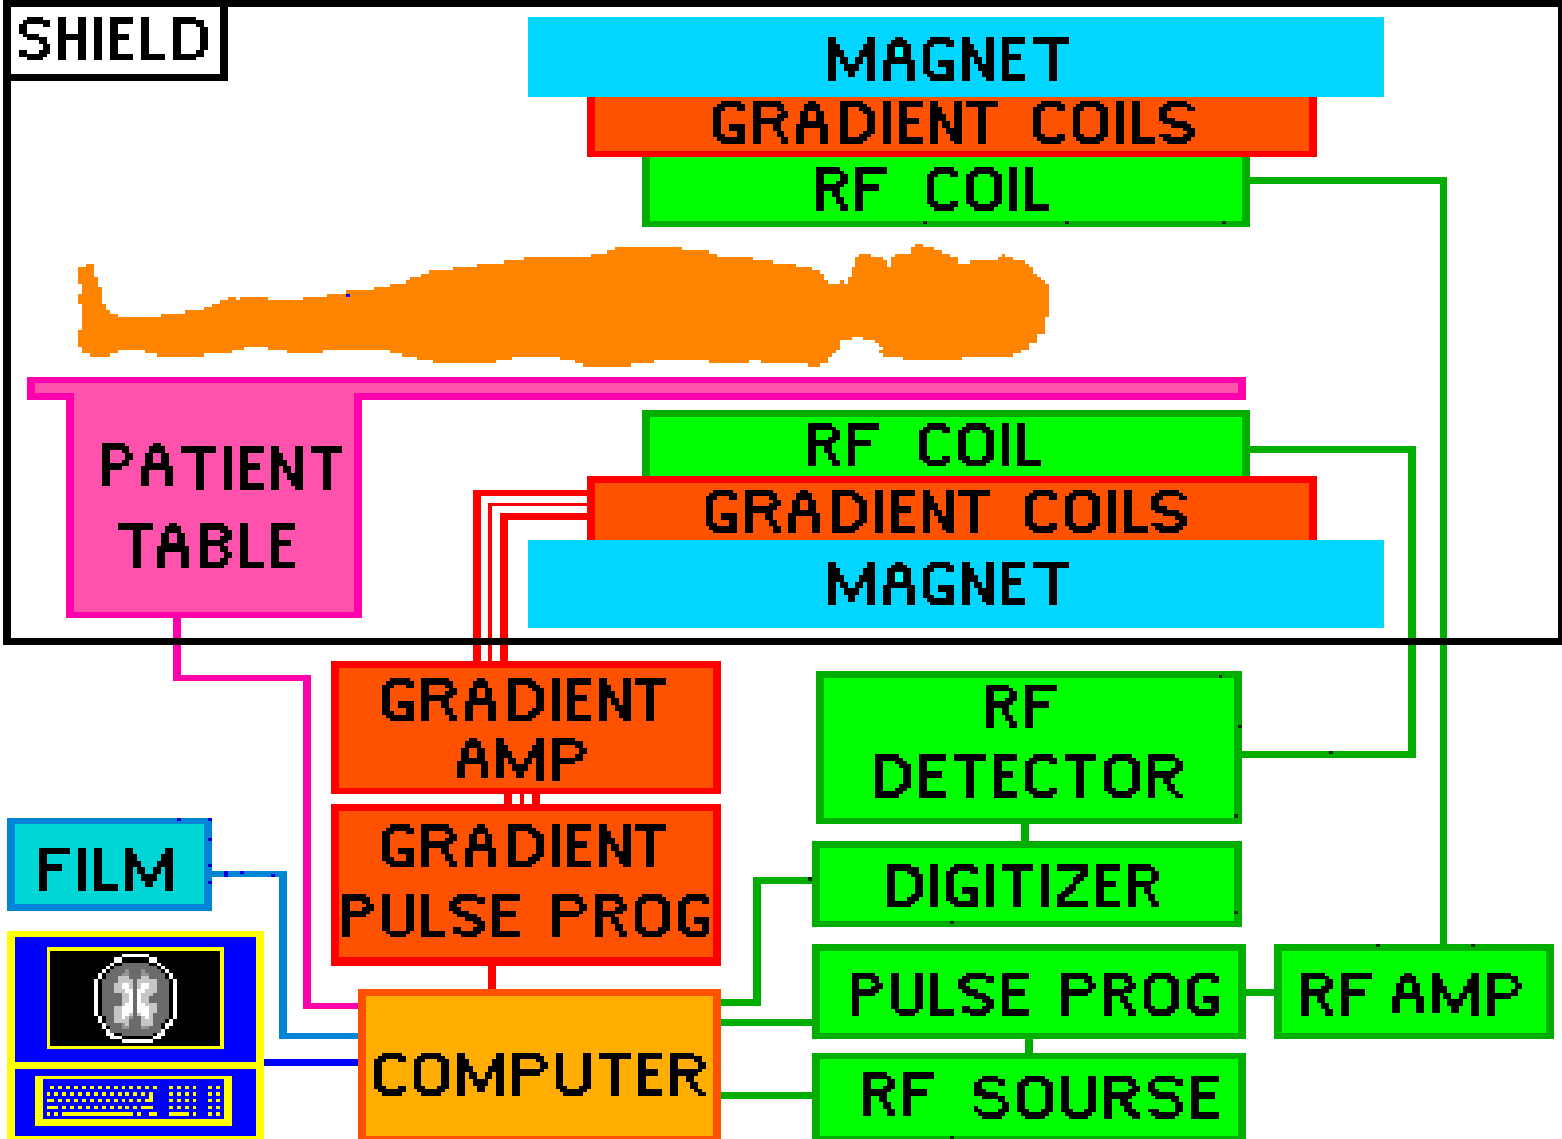 SHIELD
MAGNET
GRADIENT COILS
RF COIL
RF COIL
GRADIENT COILS
MAGNET
PATIENT
TABLE
GRADIENT
AMP
GRADIENT
PULSE PROG
RF
DETECTOR
DIGITIZER
PULSE PROG
RF AMP
RF SOURSE
FILM
COMPUTER